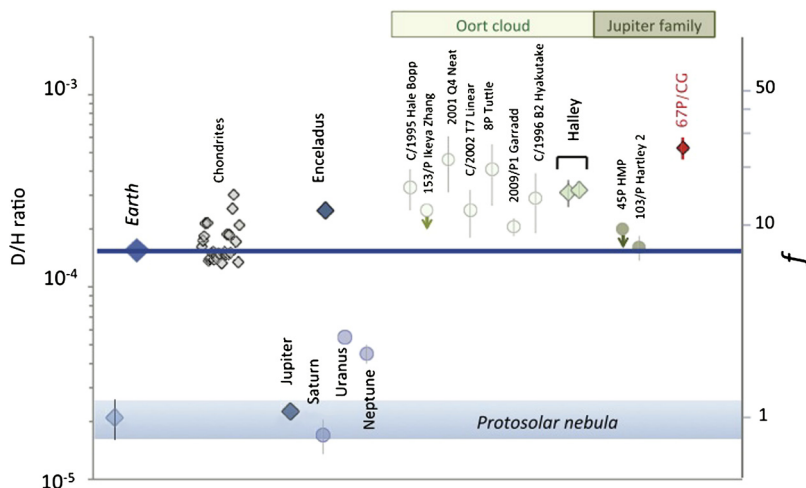 Oort cloud
Jupiter family
10-3
10-4
10-5
D/H ratio
Earth
Chondrites
Enceladus
C/1995 Hale Bopp
153/P Ikeya Zhang
2001 Q4 Neat
C/2002 T7 Linear
8P Tuttle
2009/P1 Garradd
C/1996 B2 Hyakutake
Halley
45P HMP
103/P Hartley 2
67P/CG
Jupiter
Saturn
Uranus
Neptune
Protosolar nebula
50
10
1
f